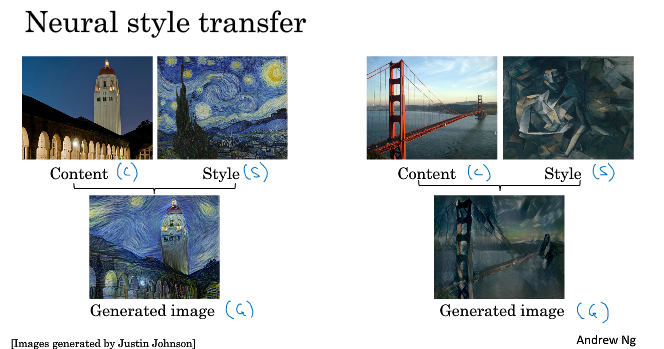 Neural style transfer
Content (C) Style (S)
Content (C) Style (S)
Generated image (G)
Generated image (G)
[Images generated by Justin Johnson]
Andrew Ng